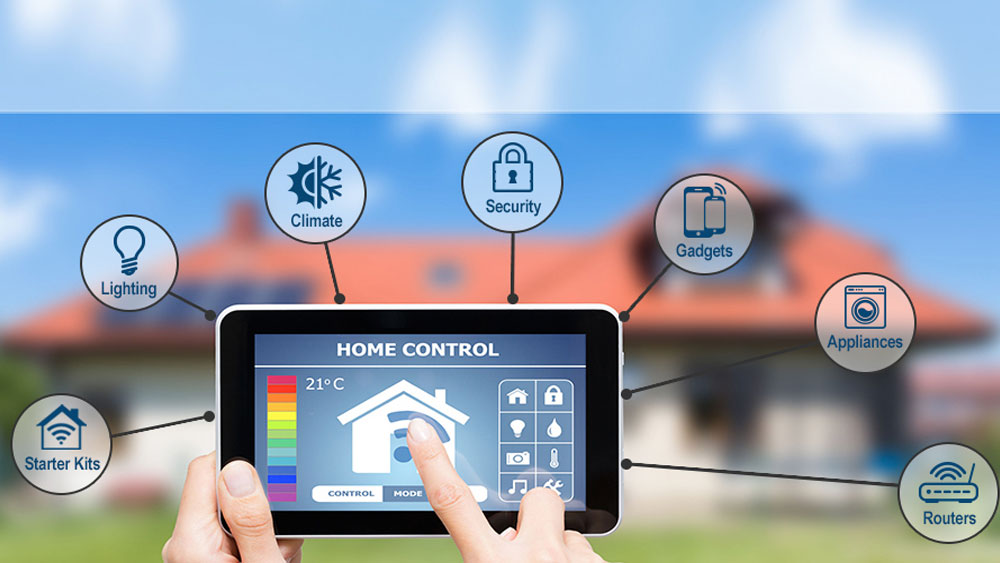 Climate
Security
Gadgets
Lighting
Appliances
Starter Kits
Routers
HOME CONTROL
21°C
CONTROL
MODE